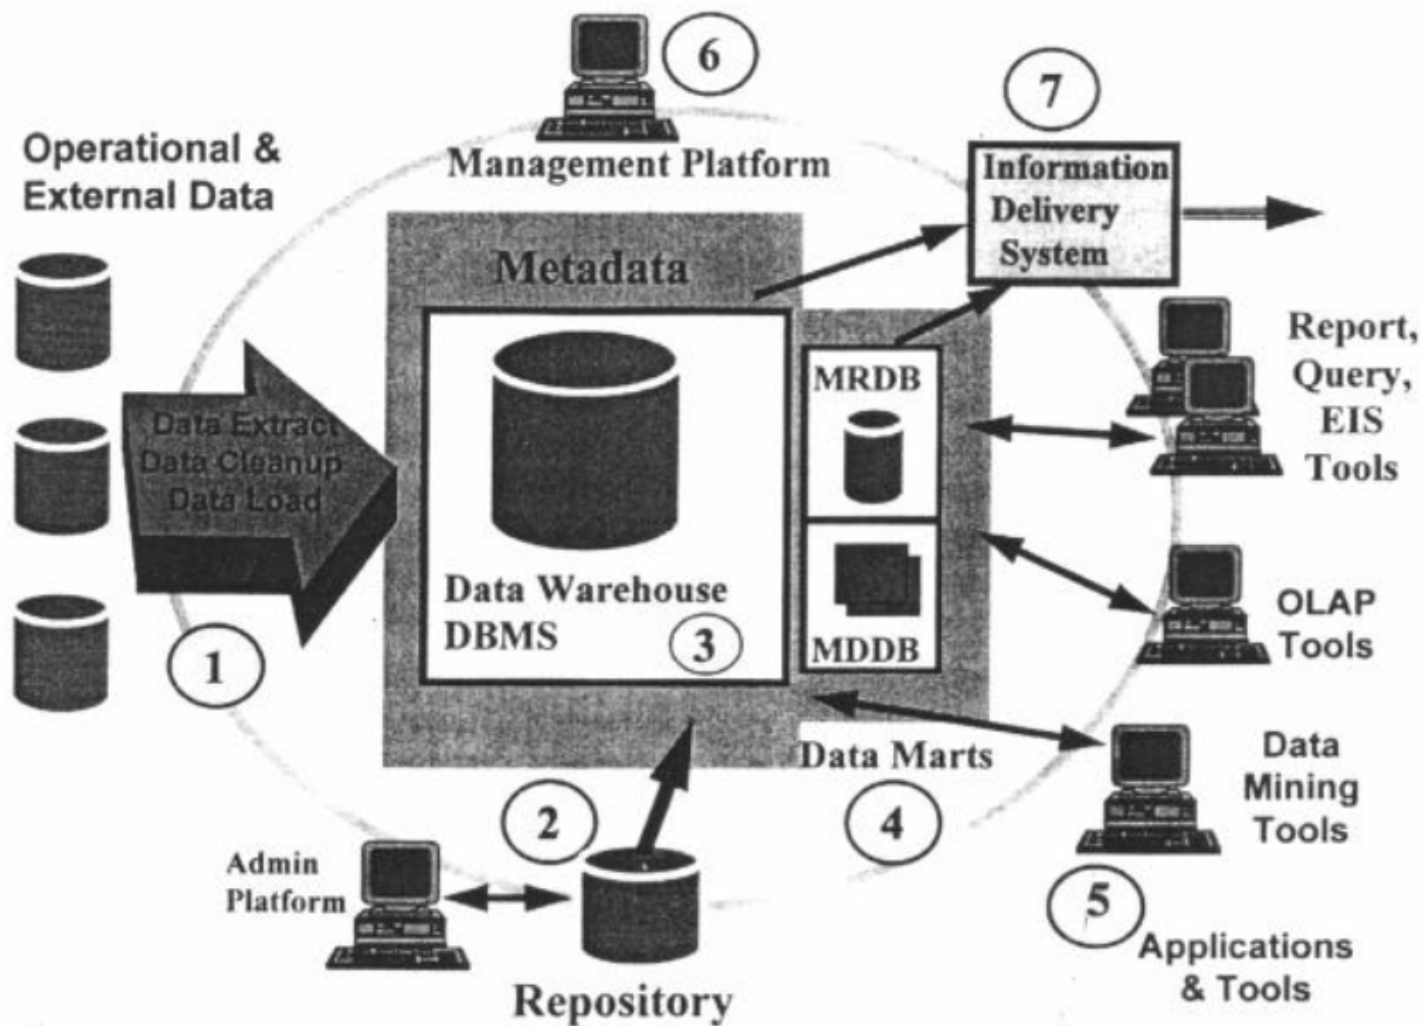 6
7
Operational &
External Data
Management Platform
Information
Delivery
System
Metadata
Report,
Query,
EIS
Tools
MRDB
Data Extract
Data Cleanup
Data Load
Data Warehouse
DBMS
3
MDDB
1
OLAP
Tools
Data Marts
4
Data
Mining
Tools
2
Admin
Platform
5
Applications
& Tools
Repository